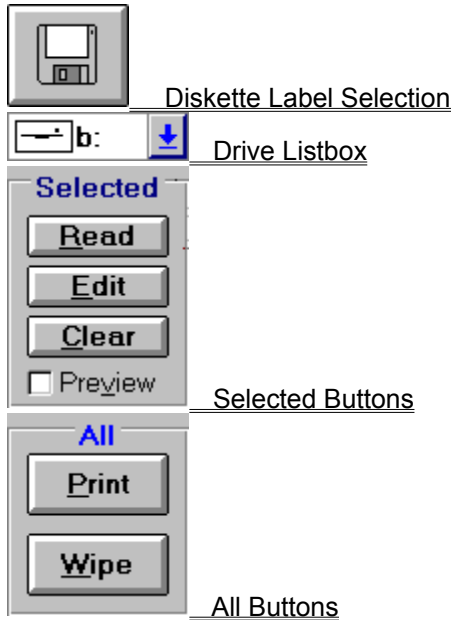 Diskette Label Selection
b:
Drive Listbox
Selected
Read
Edit
Clear
Preview
Selected Buttons
All
Print
Wipe
All Buttons